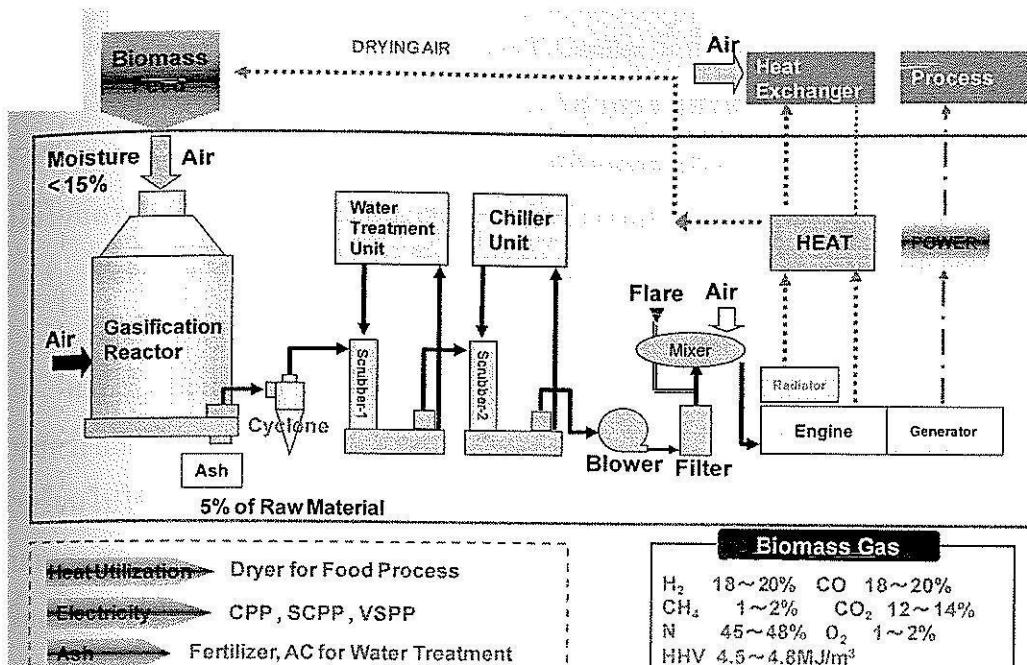 Biomass
Feed
DRYING AIR
Air
Heat
Exchanger
Process
Moisture
<15%
Air
Water
Treatment
Unit
Chiller
Unit
HEAT
POWER
Flare
Air
Air
Gasification
Reactor
Scrubber-1
Scrubber-2
Mixer
Radiator
Cyclone
Engine
Generator
Blower
Filter
Ash
5% of Raw Material
Heat Utilization Dryer for Food Process
Electricity CPP, SCPP, VSPP
Ash Fertilizer, AC for Water Treatment
Biomass Gas
H₂ 18~20% CO 18~20%
CH₄ 1~2% CO₂ 12~14%
N 45~48% O₂ 1~2%
HHV 4.5~4.8MJ/m³